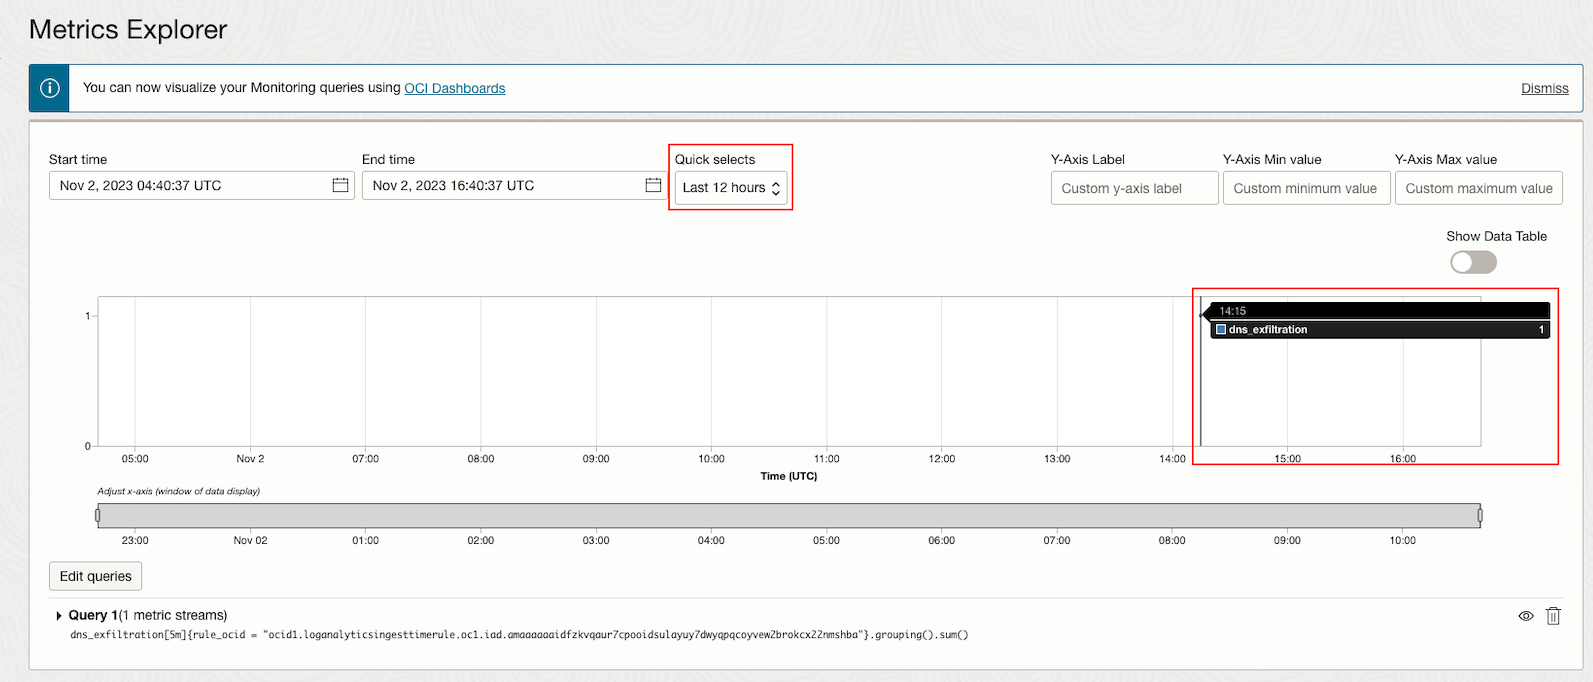 Metrics Explorer
You can now visualize your Monitoring queries using OCI Dashboards
Dismiss
Start time
End time
Quick selects
Y-Axis Label
Y-Axis Min value
Y-Axis Max value
Nov 2, 2023 04:40:37 UTC
Nov 2, 2023 16:40:37 UTC
Last 12 hours
Custom y-axis label
Custom minimum value
Custom maximum value
Show Data Table
1
14:15
dns_exfiltration 1
0
05:00 Nov 2 07:00 08:00 09:00 10:00 11:00 12:00 13:00 14:00 15:00 16:00
Time (UTC)
Adjust x-axis (window of data display)
23:00 Nov 02 01:00 02:00 03:00 04:00 05:00 06:00 07:00 08:00 09:00 10:00
Edit queries
Query 1(1 metric streams)
dns_exfiltration[5m]{rule_ocid = "ocid1.loganalyticsingesttimerule.oc1.iad.amaaaaaaidfzkvqaur7cpooidsulayuy7dwyqpqcoyvew2brokcx22nmshba"}.grouping().sum()